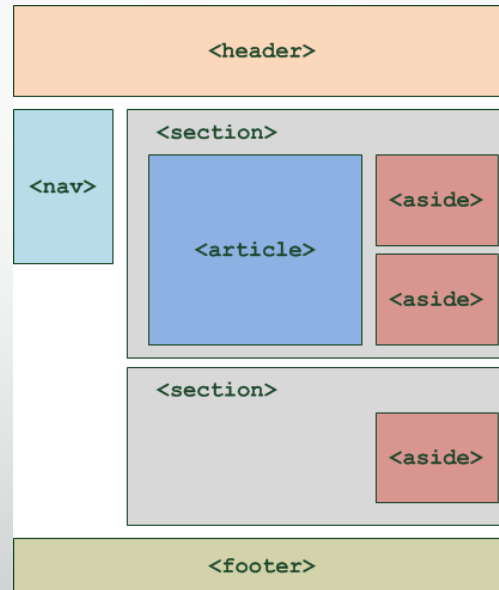 <header>
<nav>
<section>
<article>
<aside>
<aside>
<section>
<aside>
<footer>